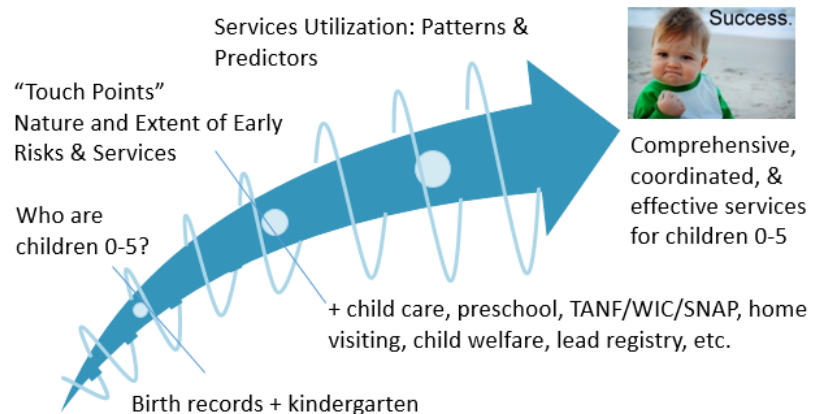 Services Utilization: Patterns &
Predictors
Success.
“Touch Points”
Nature and Extent of Early
Risks & Services
Comprehensive,
coordinated, &
effective services
for children 0-5
Who are
children 0-5?
+ child care, preschool, TANF/WIC/SNAP, home
visiting, child welfare, lead registry, etc.
Birth records + kindergarten